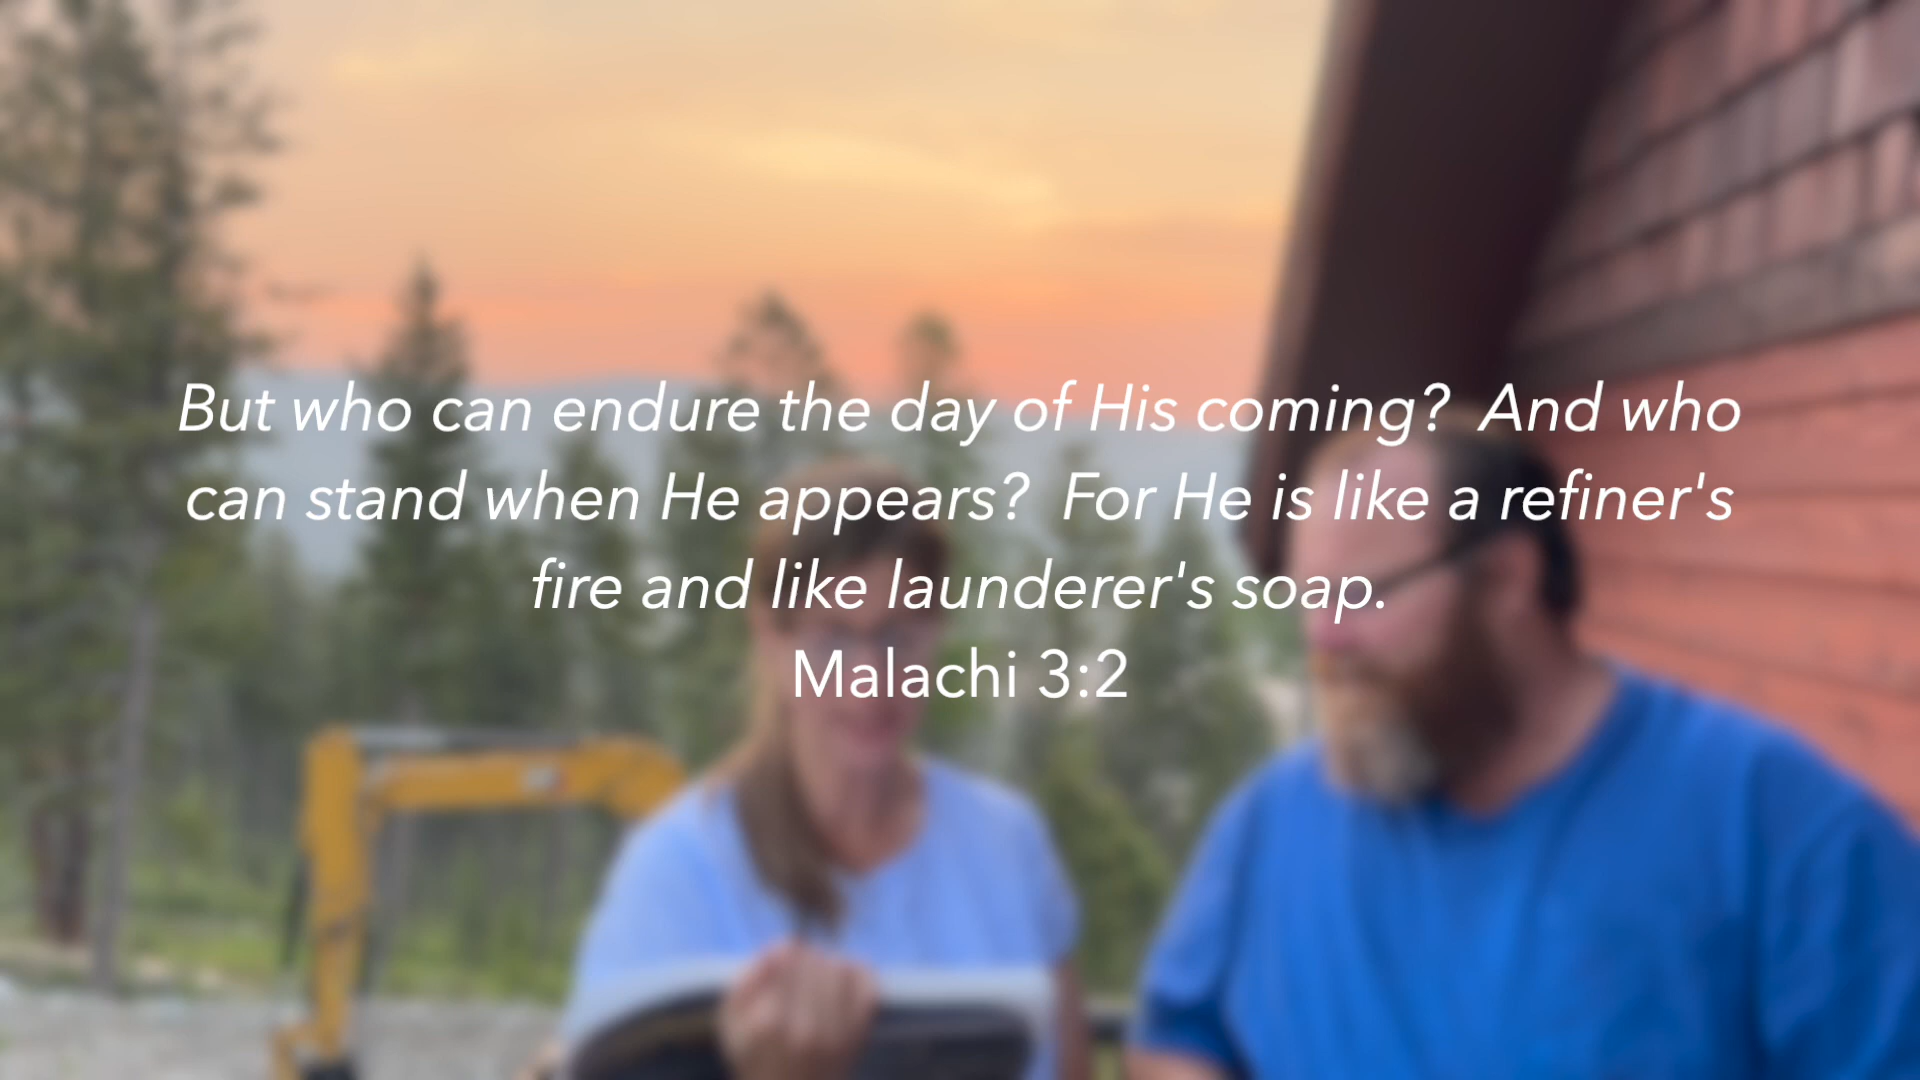 But who can endure the day of His coming?  And who
can stand when He appears?  For He is like a refiner's
fire and like launderer's soap.
Malachi 3:2